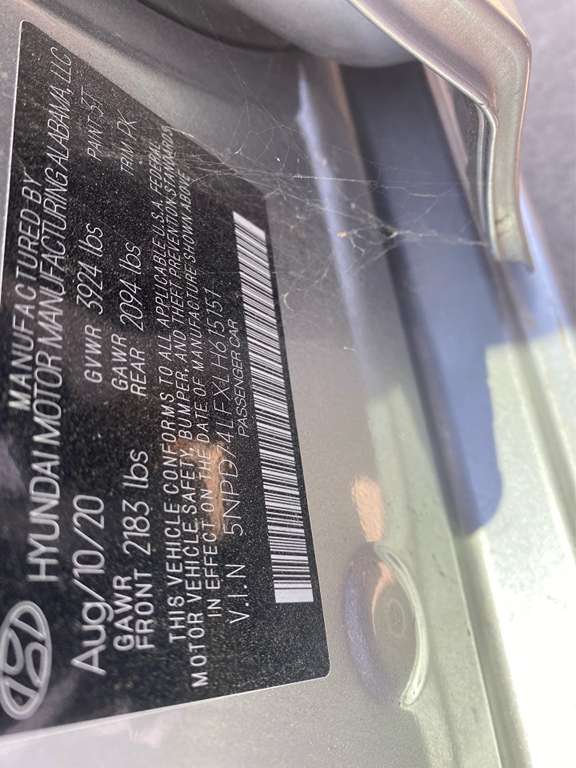 MANUFACTURED BY
HYUNDAI MOTOR MANUFACTURING ALABAMA, LLC
Aug/10/20 GVWR 3924 lbs PAINT 3T
GAWR FRONT 2183 lbs GAWR REAR 2094 lbs TRIM PK
THIS VEHICLE CONFORMS TO ALL APPLICABLE U.S.A. FEDERAL
MOTOR VEHICLE SAFETY, BUMPER, AND THEFT PREVENTION STANDARDS
IN EFFECT ON THE DATE OF MANUFACTURE SHOWN ABOVE
V.I.N 5NPD74LFXLH615157
PASSENGER CAR